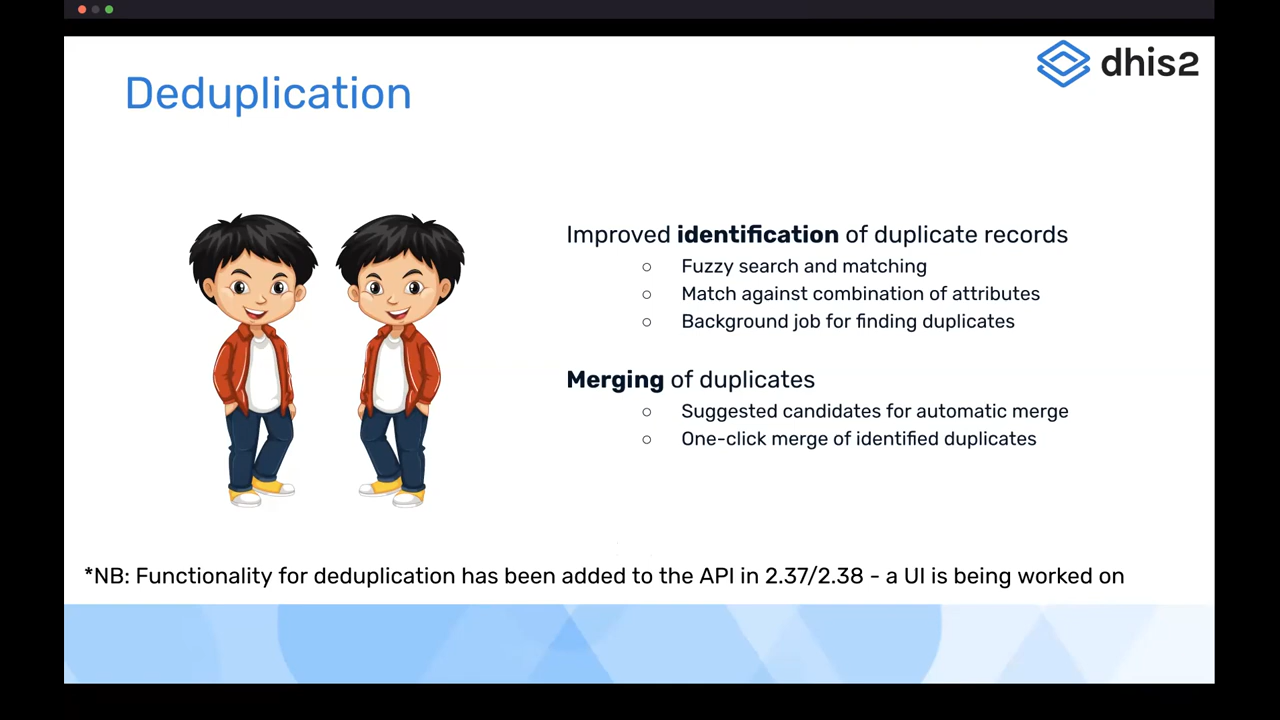 dhis2
Deduplication
Improved identification of duplicate records
○ Fuzzy search and matching
○ Match against combination of attributes
○ Background job for finding duplicates
Merging of duplicates
○ Suggested candidates for automatic merge
○ One-click merge of identified duplicates
*NB: Functionality for deduplication has been added to the API in 2.37/2.38 - a UI is being worked on